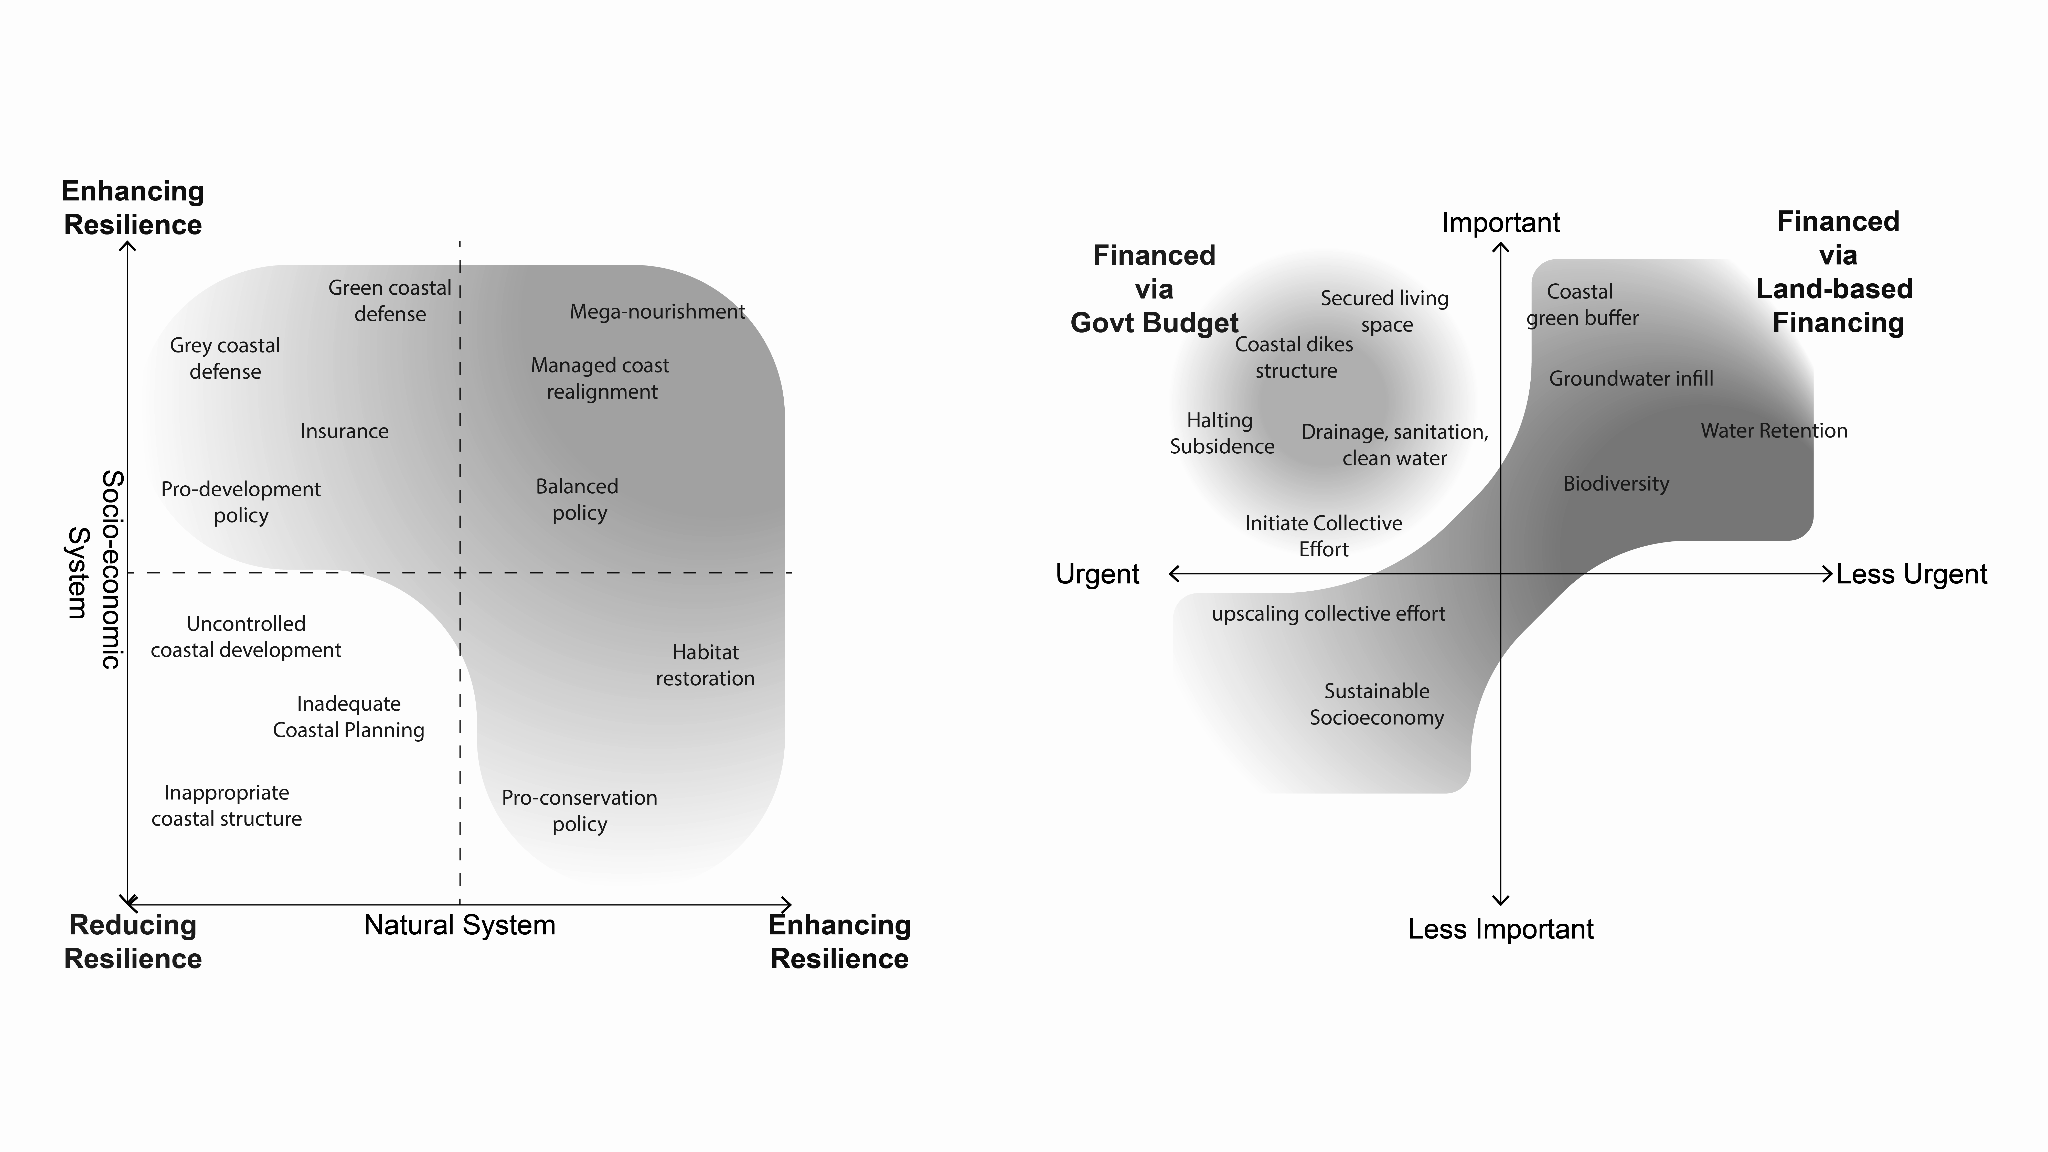 Enhancing
Resilience
Green coastal
defense
Mega-nourishment
Grey coastal
defense
Managed coast
realignment
Insurance
Pro-development
policy
Balanced
policy
Socio-economic
System
Uncontrolled
coastal development
Habitat
restoration
Inadequate
Coastal Planning
Inappropriate
coastal structure
Pro-conservation
policy
Reducing
Resilience
Natural System
Enhancing
Resilience
Important
Financed
via
Govt Budget
Financed
via
Land-based
Financing
Secured living
space
Coastal
green buffer
Coastal dikes
structure
Groundwater infill
Halting
Subsidence
Drainage, sanitation,
clean water
Water Retention
Biodiversity
Initiate Collective
Effort
Urgent
Less Urgent
upscaling collective effort
Sustainable
Socioeconomy
Less Important